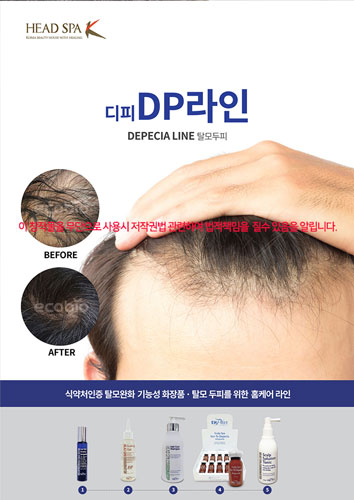 HEAD SPA K
KOREA BEAUTY MODERN WITH HEALING
디피 DP라인
DEPECIA LINE 탈모두피
ecobio
이 창작물을 무단으로 사용시 저작권법 관련하여 법적책임을 질수 있음을 알립니다.
BEFORE
ecobio
AFTER
식약처인증 탈모완화 기능성 화장품 · 탈모 두피를 위한 홈케어 라인
1 2 3 4 5